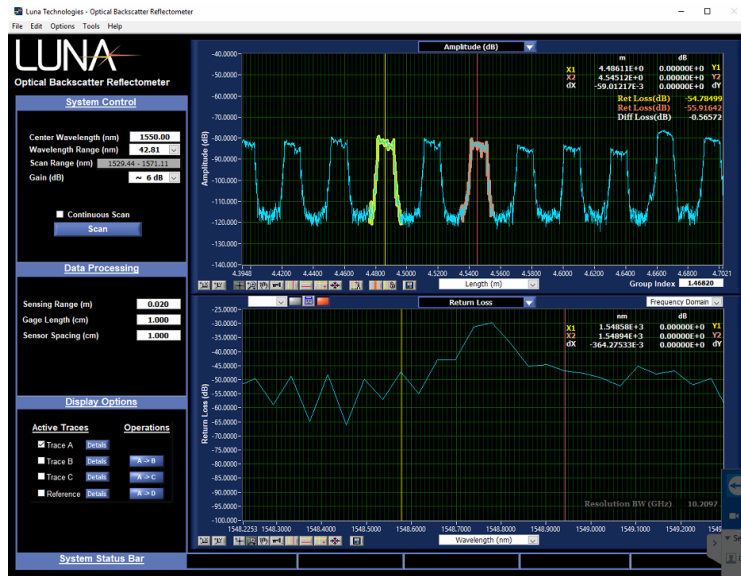 Luna Technologies - Optical Backscatter Reflectometer
File Edit Options Tools Help
LUNA
Optical Backscatter Reflectometer
System Control
Center Wavelength (nm) 1550.00
Wavelength Range (nm) 42.81
Scan Range (nm) 1529.44 - 1571.11
Gain (dB) ~ 6 dB
Continuous Scan
Scan
Data Processing
Sensing Range (m) 0.020
Gage Length (cm) 1.000
Sensor Spacing (cm) 1.000
Display Options
Active Traces Operations
Trace A Details
Trace B Details A -> B
Trace C Details A -> C
Reference Details A -> D
System Status Bar
Amplitude (dB)
m dB
X1 4.48611E+0 0.00000E+0 Y1
X2 4.54512E+0 0.00000E+0 Y2
dX -59.01217E-3 0.00000E+0 dY
Ret Loss(dB) -54.78499
Ret Loss(dB) -55.91642
Diff Loss(dB) -0.56572
Amplitude (dB)
-40.0000
-50.0000
-60.0000
-70.0000
-80.0000
-90.0000
-100.000
-110.000
-120.000
-130.000
-140.000
4.3948 4.4200 4.4400 4.4600 4.4800 4.5000 4.5200 4.5400 4.5600 4.5800 4.6000 4.6200 4.6400 4.6600 4.6800 4.7021
Length (m)
Group Index 1.46820
Return Loss
Frequency Domain
nm dB
X1 1.54858E+3 0.00000E+0 Y1
X2 1.54894E+3 0.00000E+0 Y2
dX -364.27533E-3 0.00000E+0 dY
Return Loss (dB)
-25.0000
-30.0000
-35.0000
-40.0000
-45.0000
-50.0000
-55.0000
-60.0000
-65.0000
-70.0000
-75.0000
-80.0000
-85.0000
-90.0000
-95.0000
-100.000
Resolution BW (GHz) 10.2097
1548.2253 1548.3000 1548.4000 1548.5000 1548.6000 1548.7000 1548.8000 1548.9000 1549.0000 1549.1000 1549.2000
Wavelength (nm)
Se